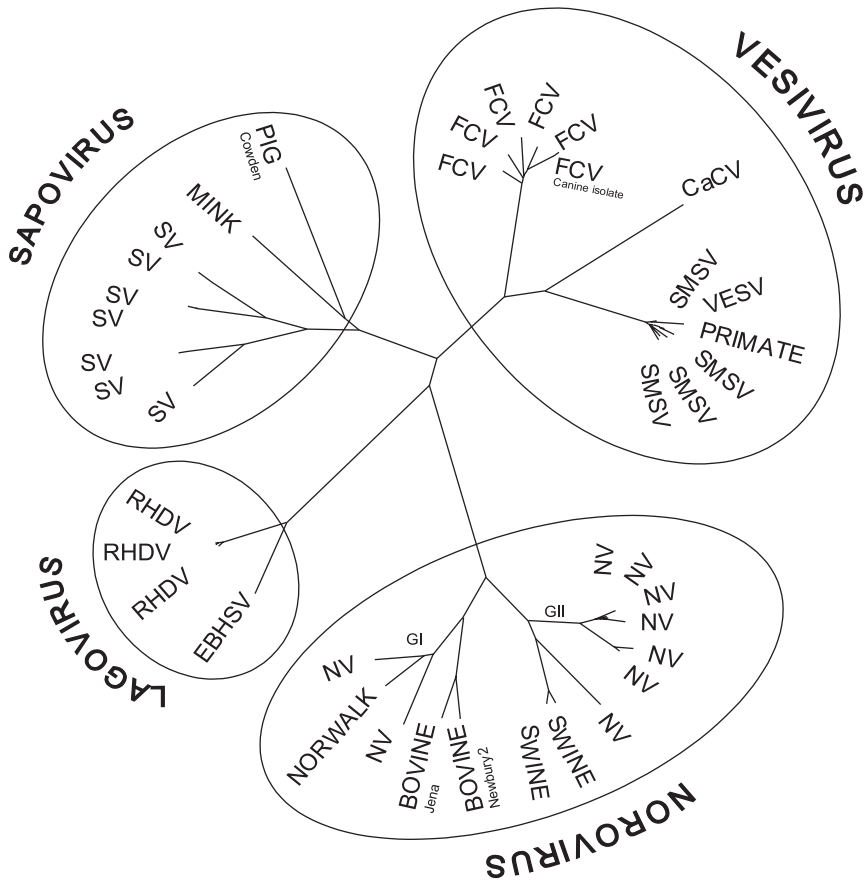 VESIVIRUS
FCV
FCV
FCV
FCV
FCV
FCV
Canine isolate
CaCV
SMSV
VESV
PRIMATE
SMSV
SMSV
SMSV
SAPOVIRUS
PIG
Cowden
MINK
SV
SV
SV
SV
SV
SV
SV
LAGOVIRUS
RHDV
RHDV
RHDV
EBHSV
NOROVIRUS
GI
NV
NORWALK
NV
BOVINE
Jena
BOVINE
Newbury2
SWINE
SWINE
NV
GII
NV
NV
NV
NV
NV
NV